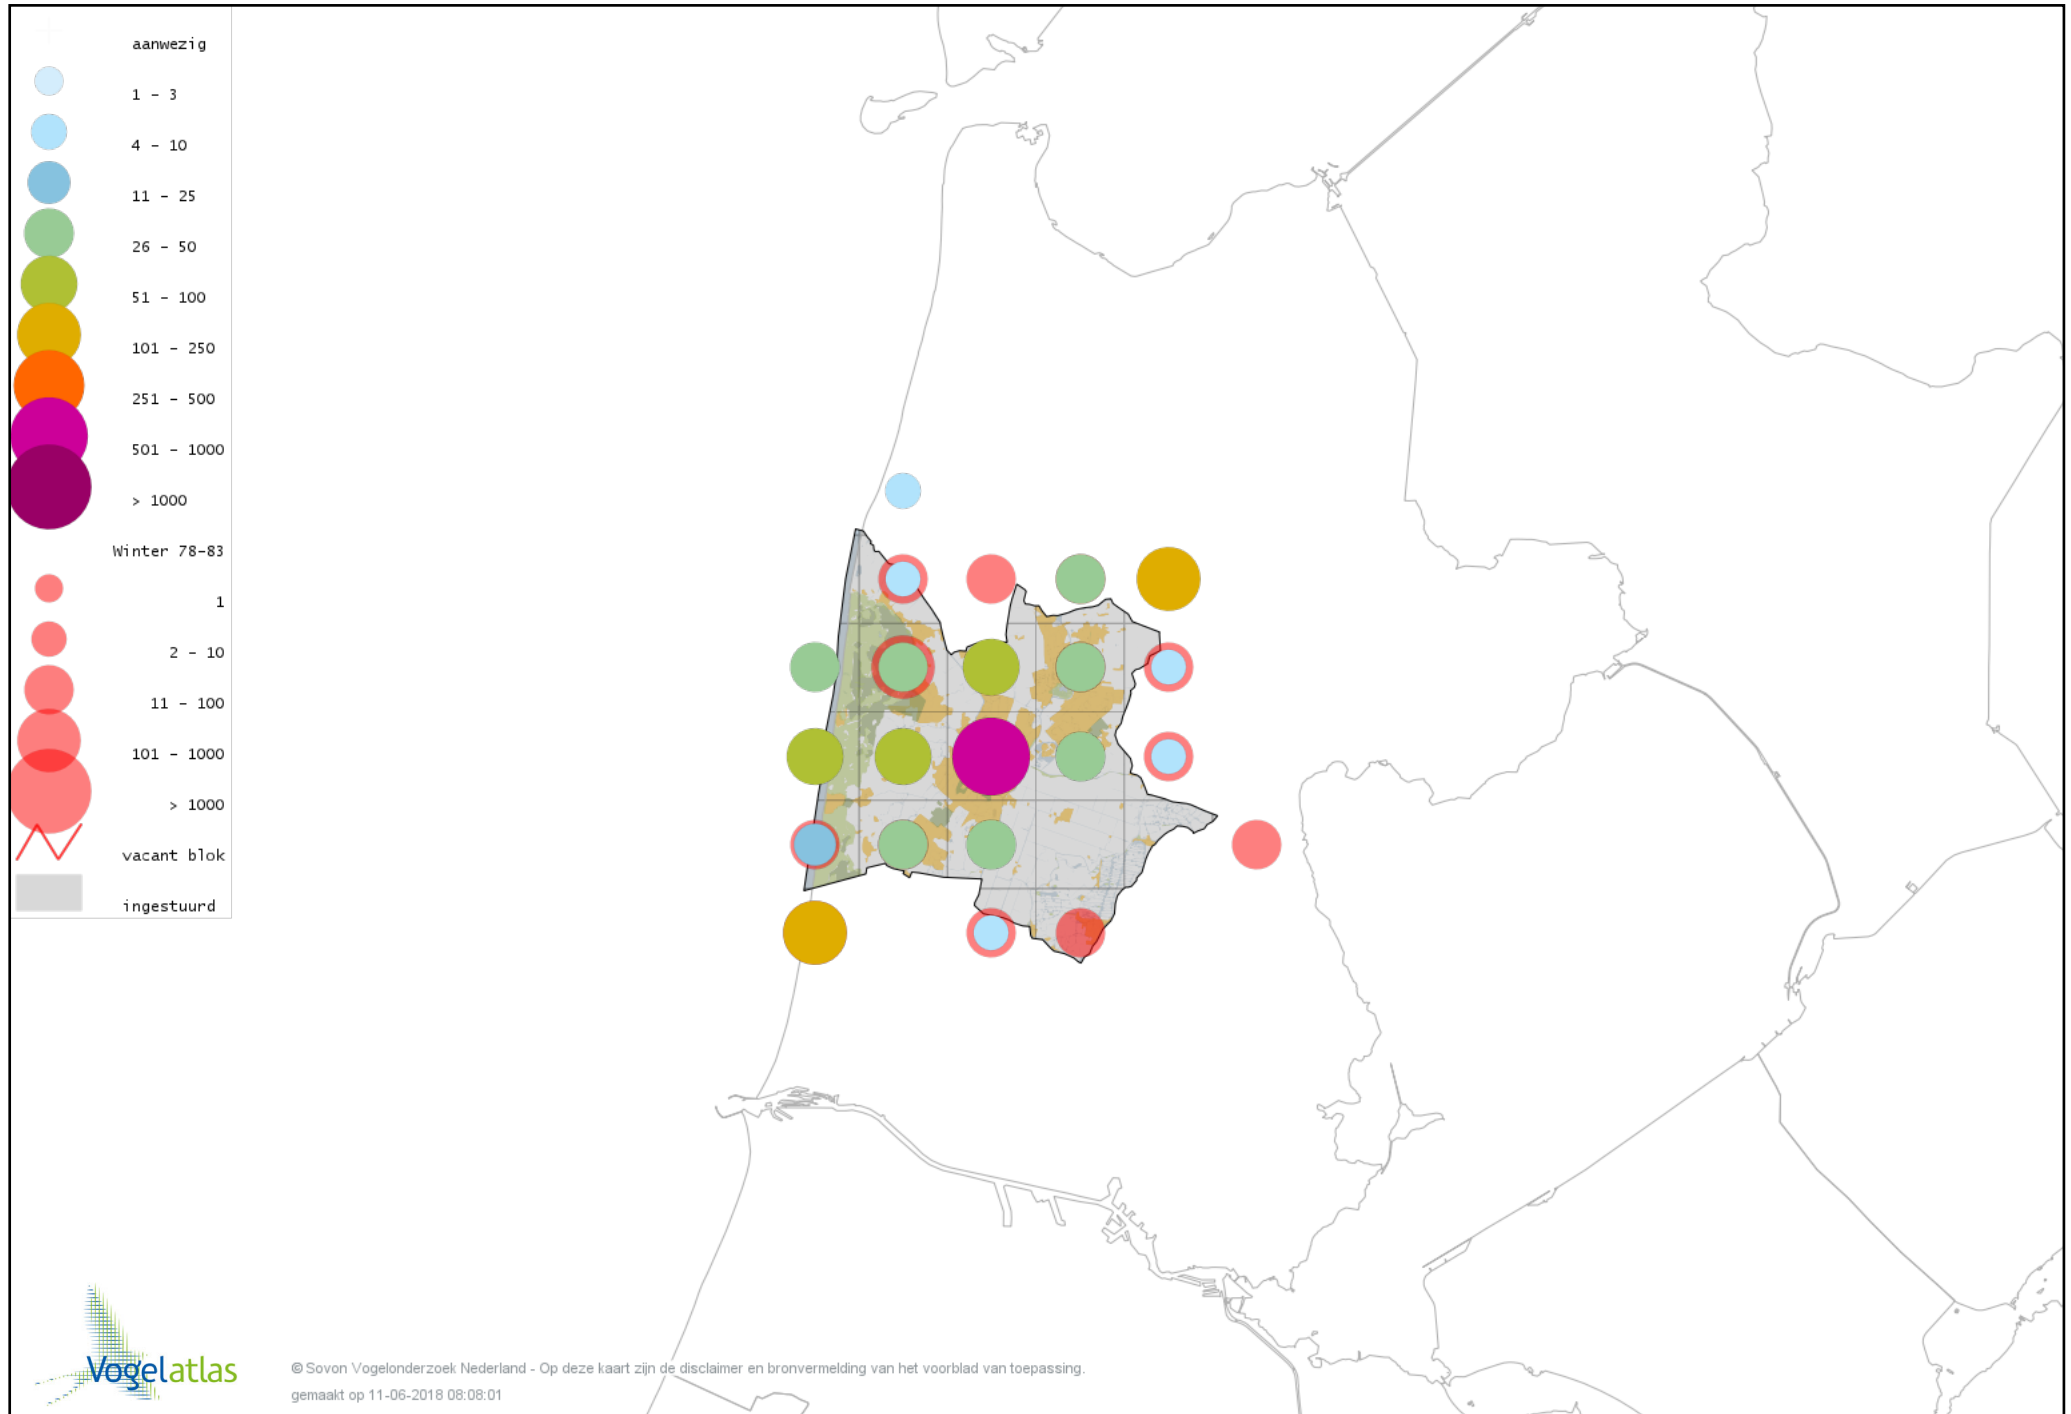 aanwezig
1 – 3
4 – 10
11 – 25
26 – 50
51 – 100
101 – 250
251 – 500
501 – 1000
> 1000
Winter 78–83
1
2 – 10
11 – 100
101 – 1000
> 1000
vacant blok
ingestuurd
Vogelatlas
© Sovon Vogelonderzoek Nederland - Op deze kaart zijn de disclaimer en bronvermelding van het voorblad van toepassing.
gemaakt op 11-06-2018 08:08:01